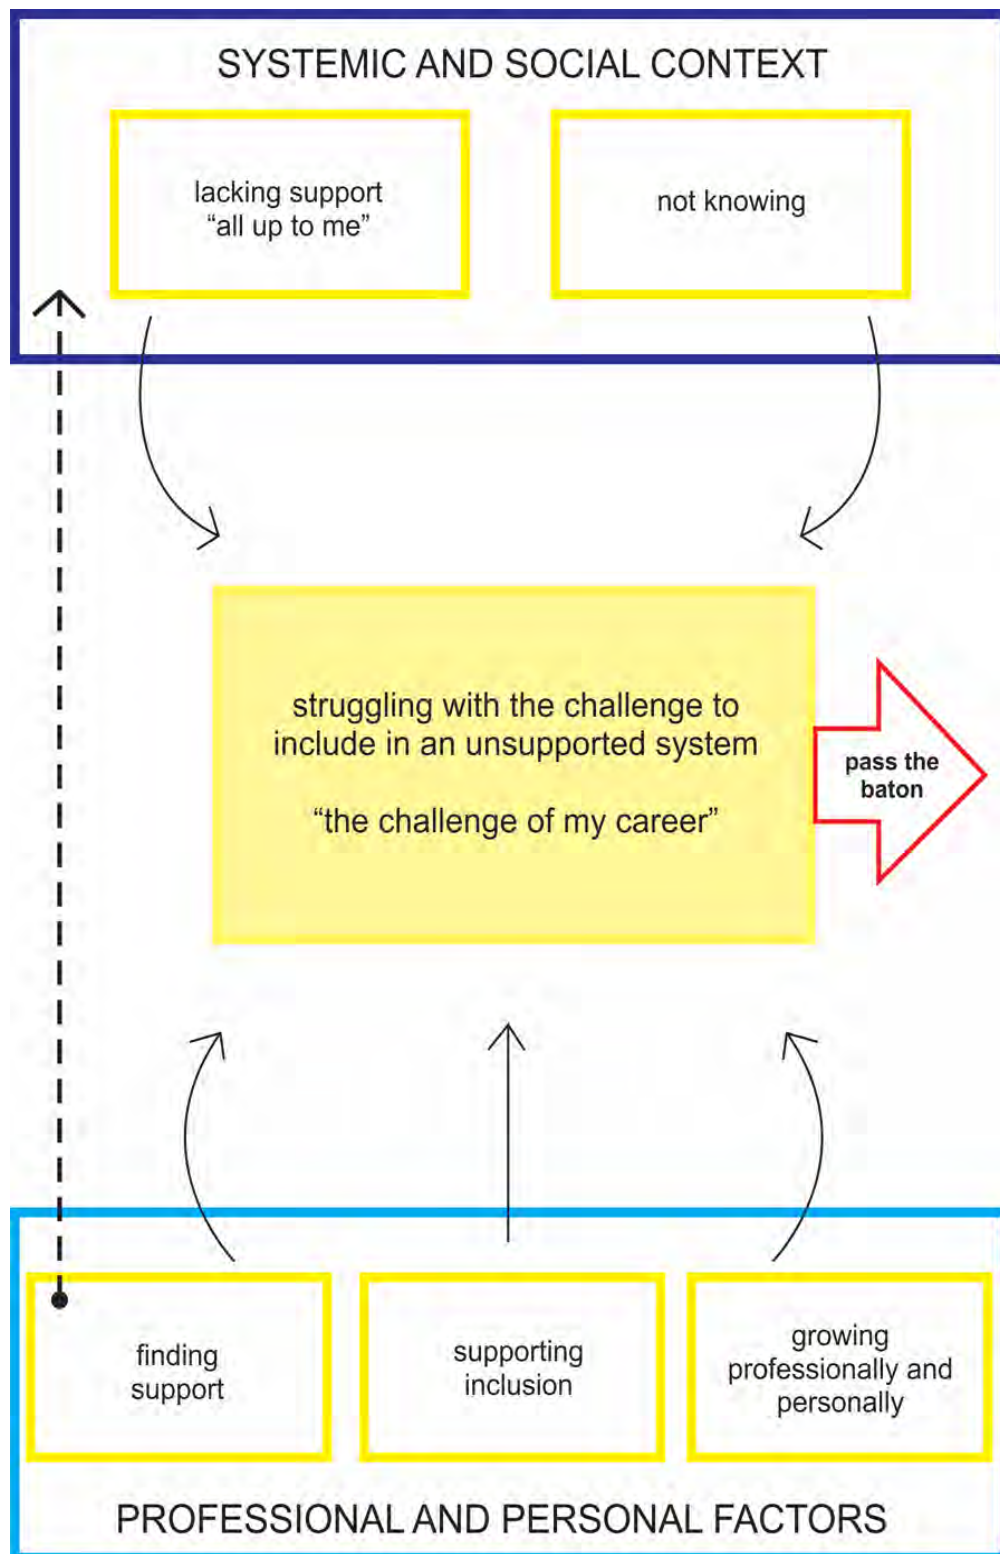 SYSTEMIC AND SOCIAL CONTEXT
lacking support
“all up to me”
not knowing
struggling with the challenge to
include in an unsupported system
“the challenge of my career”
pass the
baton
finding
support
supporting
inclusion
growing
professionally and
personally
PROFESSIONAL AND PERSONAL FACTORS